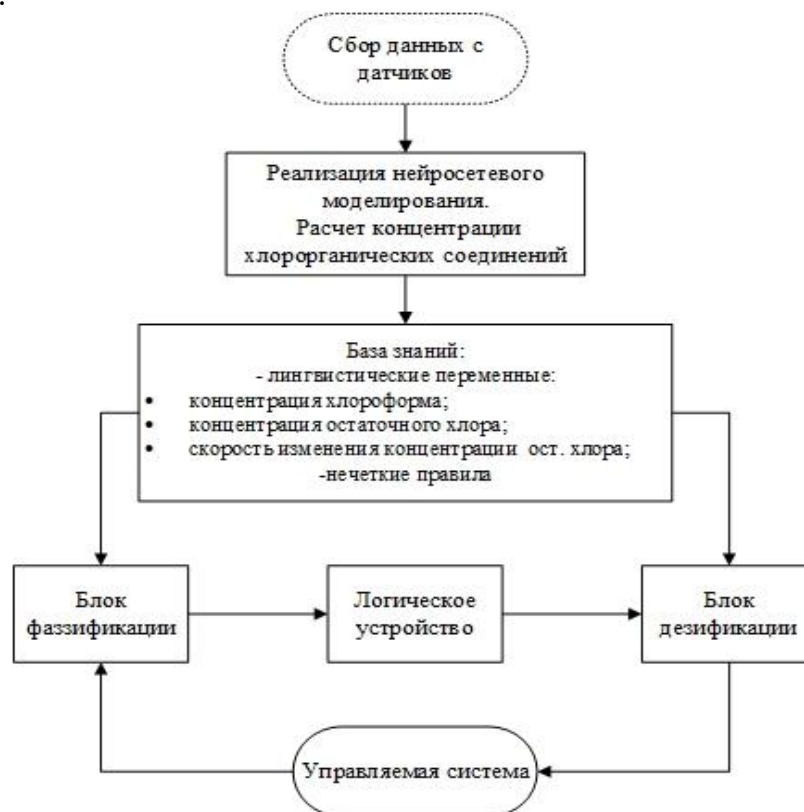 .
Сбор данных с
датчиков
Реализация нейросетевого
моделирования.
Расчет концентрации
хлорорганических соединений
База знаний:
- лингвистические переменные:
• концентрация хлороформа;
• концентрация остаточного хлора;
• скорость изменения концентрации ост. хлора;
-нечеткие правила
Блок
фаззификации
Логическое
устройство
Блок
дезификации
Управляемая система